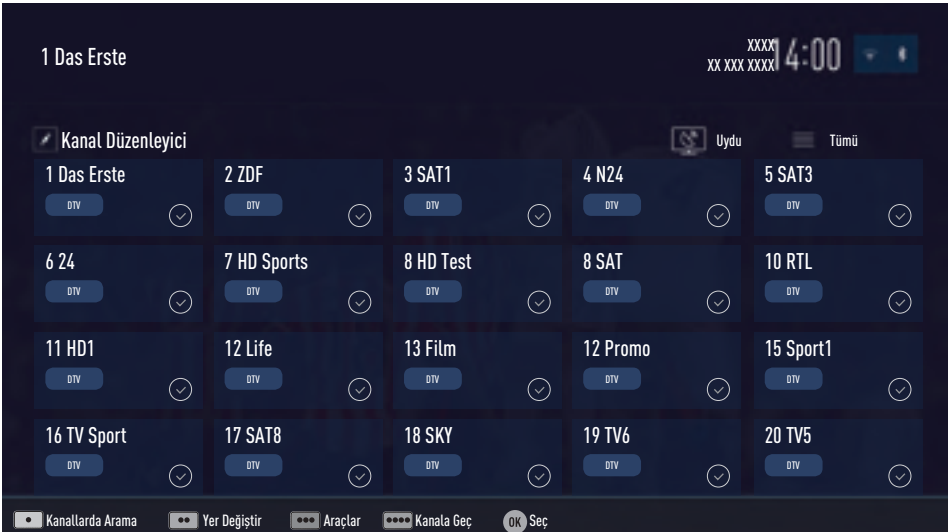 1 Das Erste
XXXX
XX XXX XXXX
14:00
Kanal Düzenleyici
Uydu
Tümü
1 Das Erste
DTV
2 ZDF
DTV
3 SAT1
DTV
4 N24
DTV
5 SAT3
DTV
6 24
DTV
7 HD Sports
DTV
8 HD Test
DTV
8 SAT
DTV
10 RTL
DTV
11 HD1
DTV
12 Life
DTV
13 Film
DTV
12 Promo
DTV
15 Sport1
DTV
16 TV Sport
DTV
17 SAT8
DTV
18 SKY
DTV
19 TV6
DTV
20 TV5
DTV
Kanallarda Arama
Yer Değiştir
Araçlar
Kanala Geç
OK Seç